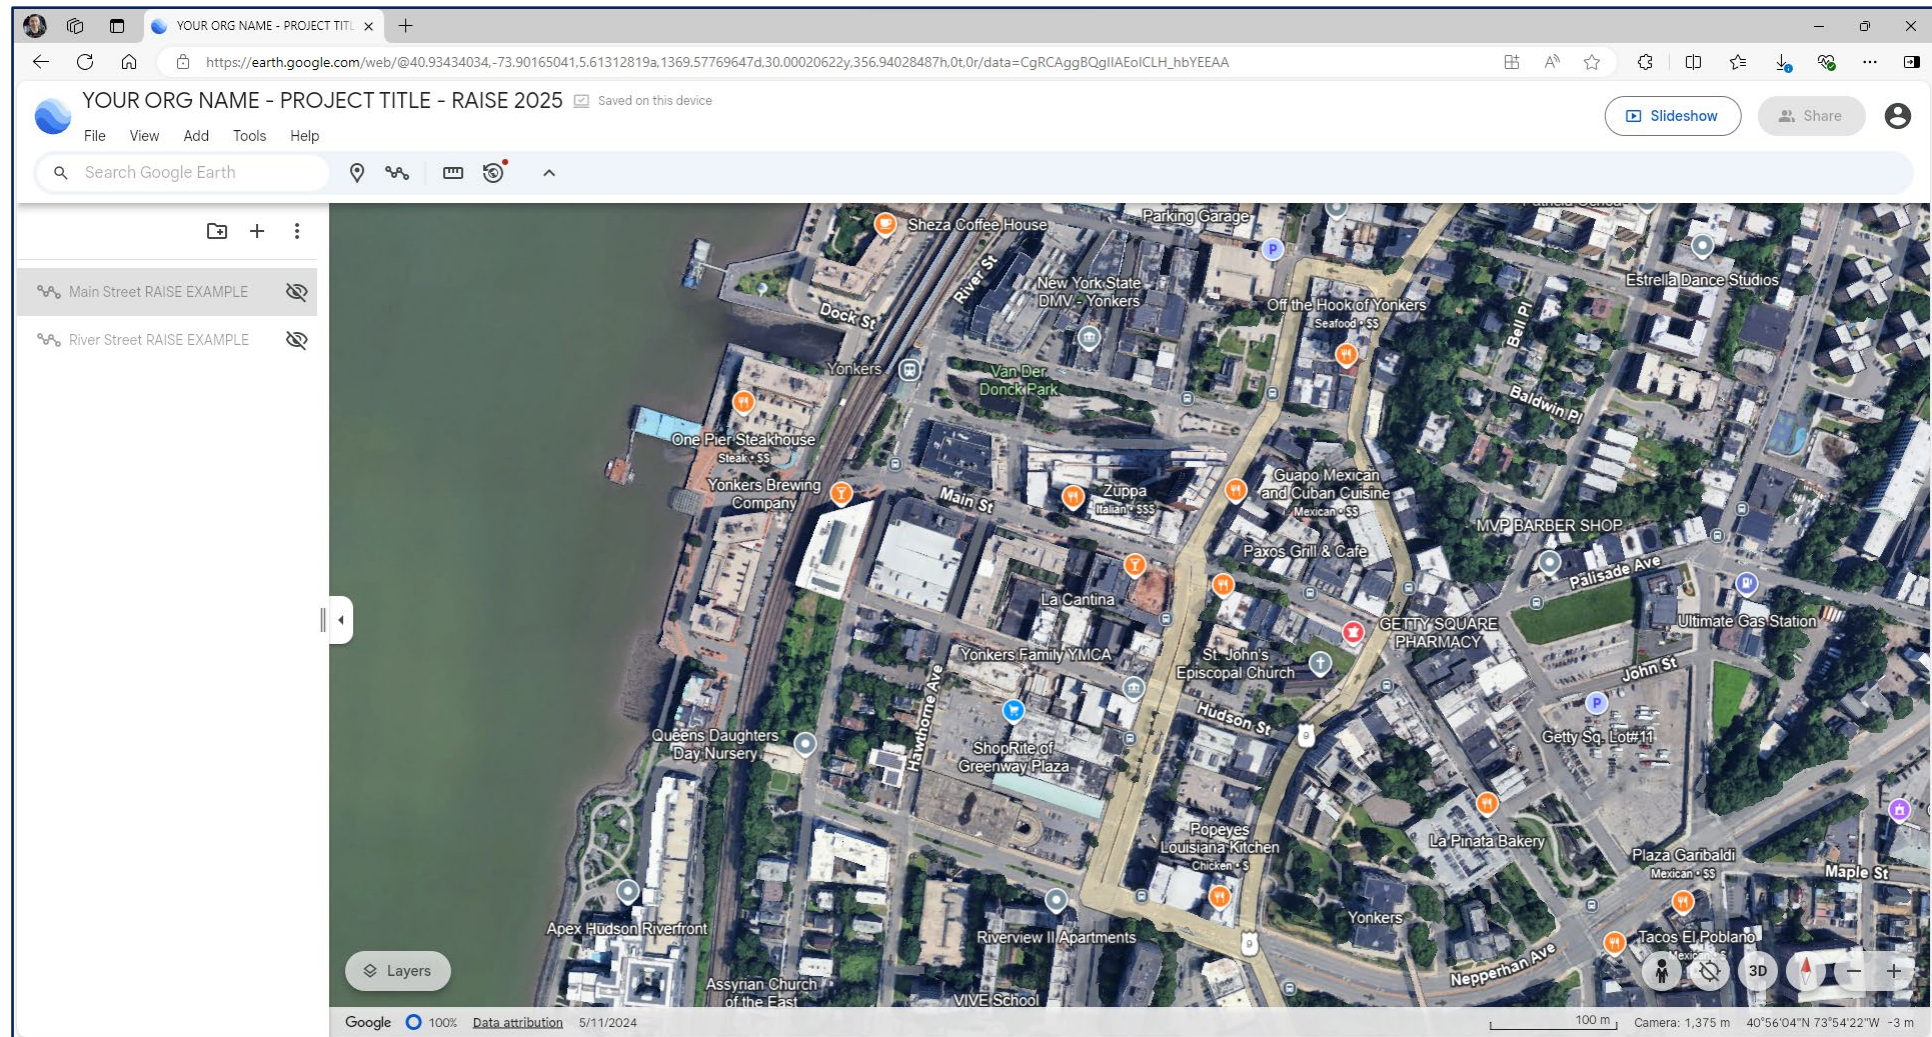 YOUR ORG NAME - PROJECT TITL
https://earth.google.com/web/@40.93434034,-73.90165041,5.61312819a,1369.57769647d,30.00020622y,356.94028487h,0t,0r/data=CgRCAggBQgIIAEoICLH_hbYEEAA
YOUR ORG NAME - PROJECT TITLE - RAISE 2025
Saved on this device
File View Add Tools Help
Slideshow
Share
Search Google Earth
Main Street RAISE EXAMPLE
River Street RAISE EXAMPLE
Sheza Coffee House
Parking Garage
P
River St
New York State
DMV - Yonkers
Estrella Dance Studios
Off the Hook of Yonkers
Seafood • $$
Dock St
Bell Pl
Yonkers
Van Der
Donck Park
Baldwin Pl
One Pier Steakhouse
Steak • $$
Yonkers Brewing
Company
Main St
Zuppa
Italian • $$$
Guapo Mexican
and Cuban Cuisine
Mexican • $$
MVP BARBER SHOP
Paxos Grill & Cafe
Palisade Ave
La Cantina
GETTY SQUARE
PHARMACY
Ultimate Gas Station
Yonkers Family YMCA
St. John's
Episcopal Church
John St
Hawthorne Ave
P
Hudson St
9
Queens Daughters
Day Nursery
ShopRite of
Greenway Plaza
Getty Sq. Lot#11
Popeyes
Louisiana Kitchen
Chicken • $
La Pinata Bakery
Plaza Garibaldi
Mexican • $$
Maple St
Apex Hudson Riverfront
Riverview II Apartments
Yonkers
9
Tacos El Poblano
Mexican • $
Nepperhan Ave
Layers
3D
Assyrian Church
of the East
VIVE School
Google 100% Data attribution 5/11/2024
100 m Camera: 1,375 m 40°56'04"N 73°54'22"W -3 m